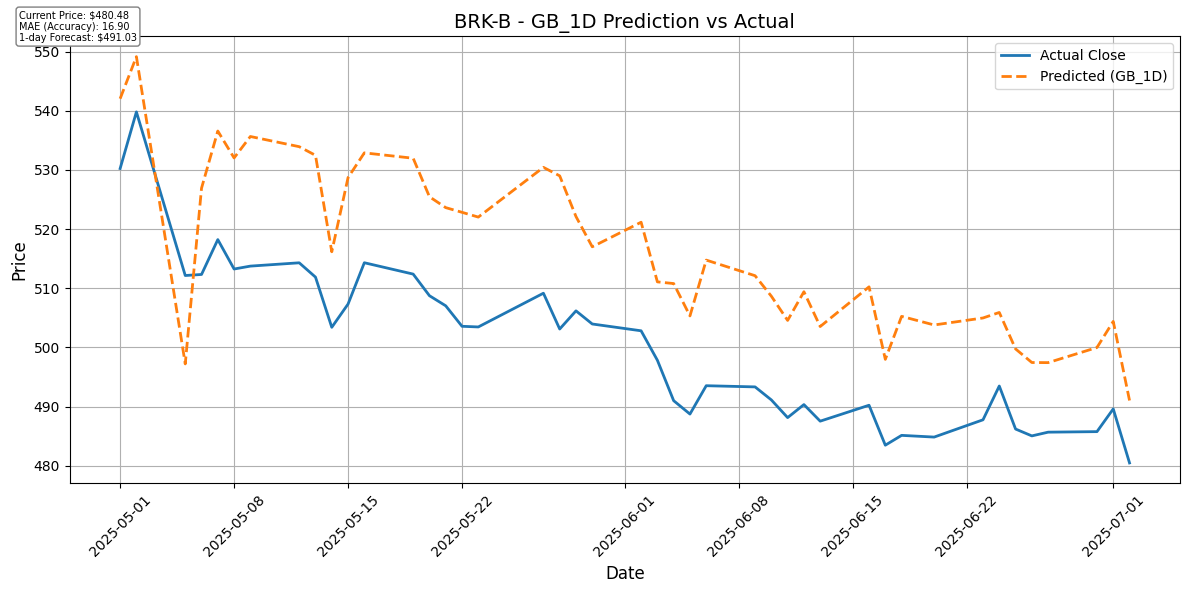 BRK-B - GB_1D Prediction vs Actual
Current Price: $480.48
MAE (Accuracy): 16.90
1-day Forecast: $491.03
Actual Close
Predicted (GB_1D)
550
540
530
520
510
500
490
480
Price
2025-05-01
2025-05-08
2025-05-15
2025-05-22
2025-06-01
2025-06-08
2025-06-15
2025-06-22
2025-07-01
Date